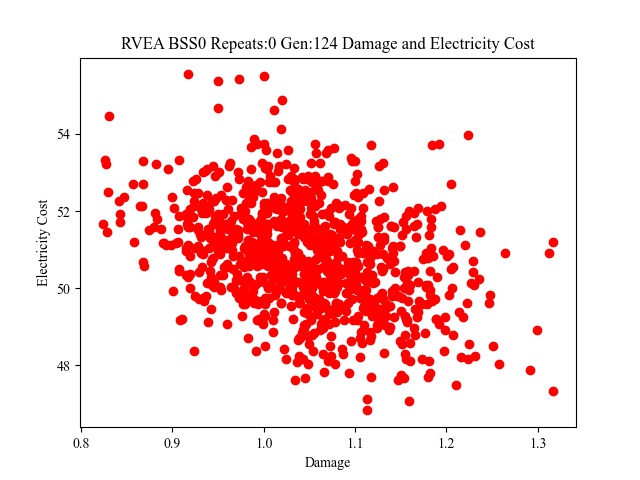 RVEA BSS0 Repeats:0 Gen:124 Damage and Electricity Cost
54
52
50
48
Electricity Cost
0.8 0.9 1.0 1.1 1.2 1.3
Damage